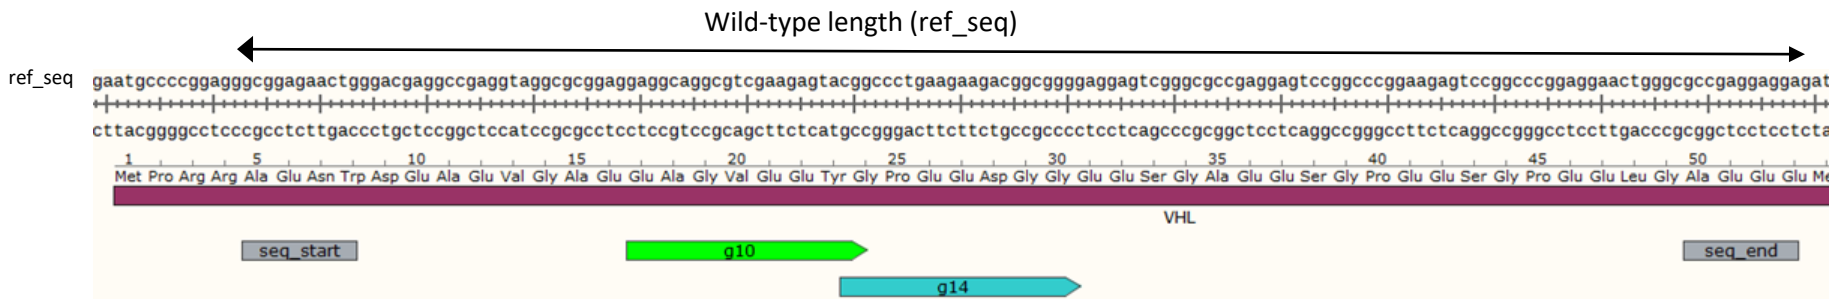 Wild-type length (ref_seq)
ref_seq gaatgccccggagggcggagaactgggacgaggccgaggtaggcgcggaggaggcaggcgtcgaagagtacggccctgaagaagacggcggggaggagtcgggcgccgaggagtccggcccggaagagtccggcccggaggaactgggcgccgaggaggagat
cttacggggcctcccgcctcttgaccctgctccggctccatccgcgcctcctccgtccgcagcttctcatgccgggacttcttctgccgcccctcctcagcccgcggctcctcaggccgggccttctcaggccgggcctccttgacccgcggctcctcctcta
1 5 10 15 20 25 30 35 40 45 50
Met Pro Arg Arg Ala Glu Asn Trp Asp Glu Ala Glu Val Gly Ala Glu Glu Ala Gly Val Glu Glu Tyr Gly Pro Glu Glu Asp Gly Gly Glu Glu Ser Gly Ala Glu Glu Ser Gly Pro Glu Glu Ser Gly Pro Glu Glu Leu Gly Ala Glu Glu Glu Me
VHL
seq_start g10 seq_end
g14